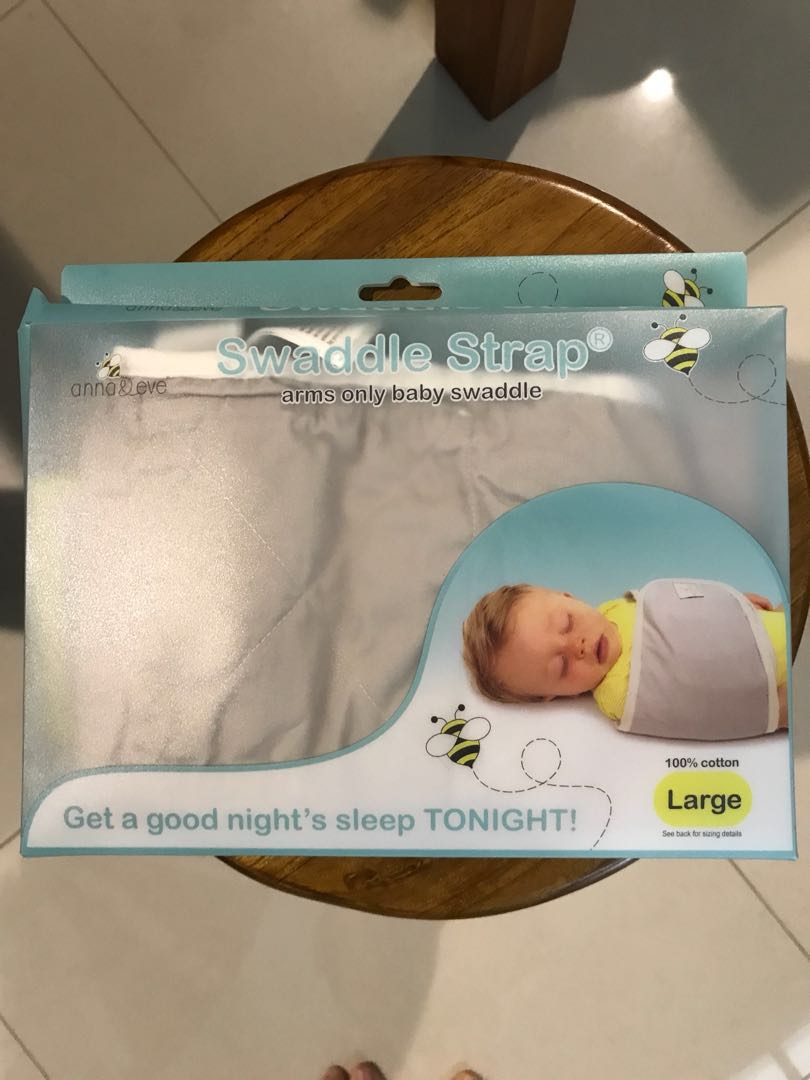 Swaddle Strap®
anna&eve
arms only baby swaddle
100% cotton
Large
See back for sizing details
Get a good night's sleep TONIGHT!